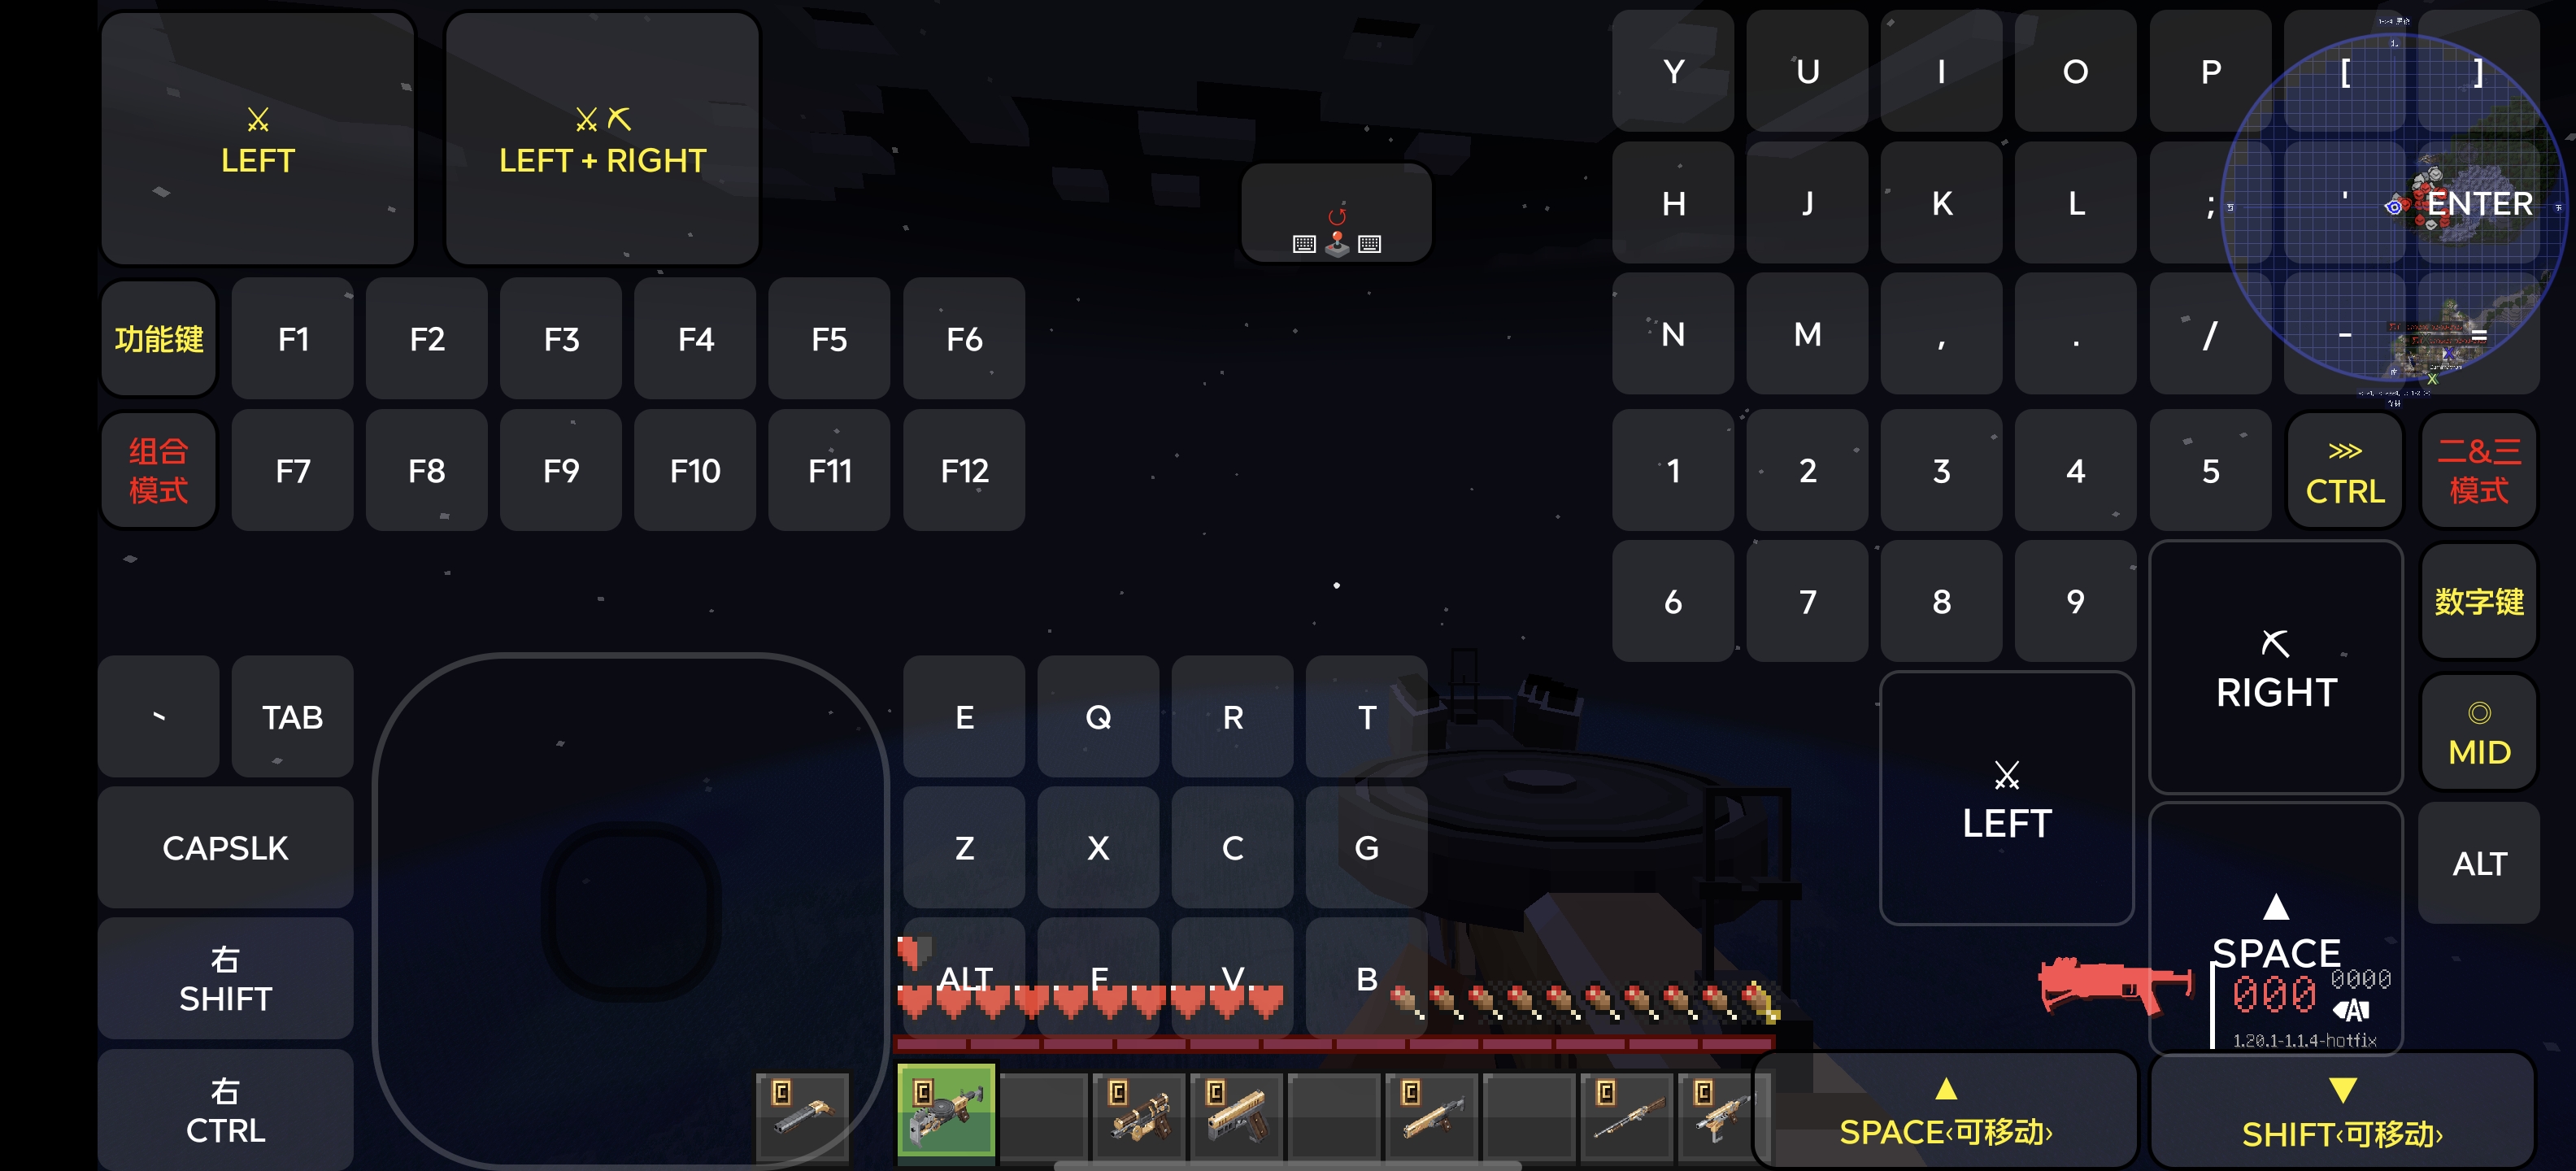 LEFT
LEFT + RIGHT
Y
U
I
O
P
[
]
H
J
K
L
;
'
ENTER
功能键
F1
F2
F3
F4
F5
F6
N
M
,
.
/
-
=
组合
模式
F7
F8
F9
F10
F11
F12
1
2
3
4
5
CTRL
二&三
模式
6
7
8
9
RIGHT
数字键
`
TAB
E
Q
R
T
MID
CAPSLK
Z
X
C
G
LEFT
ALT
右
SHIFT
ALT
F
V
B
SPACE
000
0000
A
1.20.1-1.1.4-hotfix
右
CTRL
SPACE‹可移动›
SHIFT‹可移动›